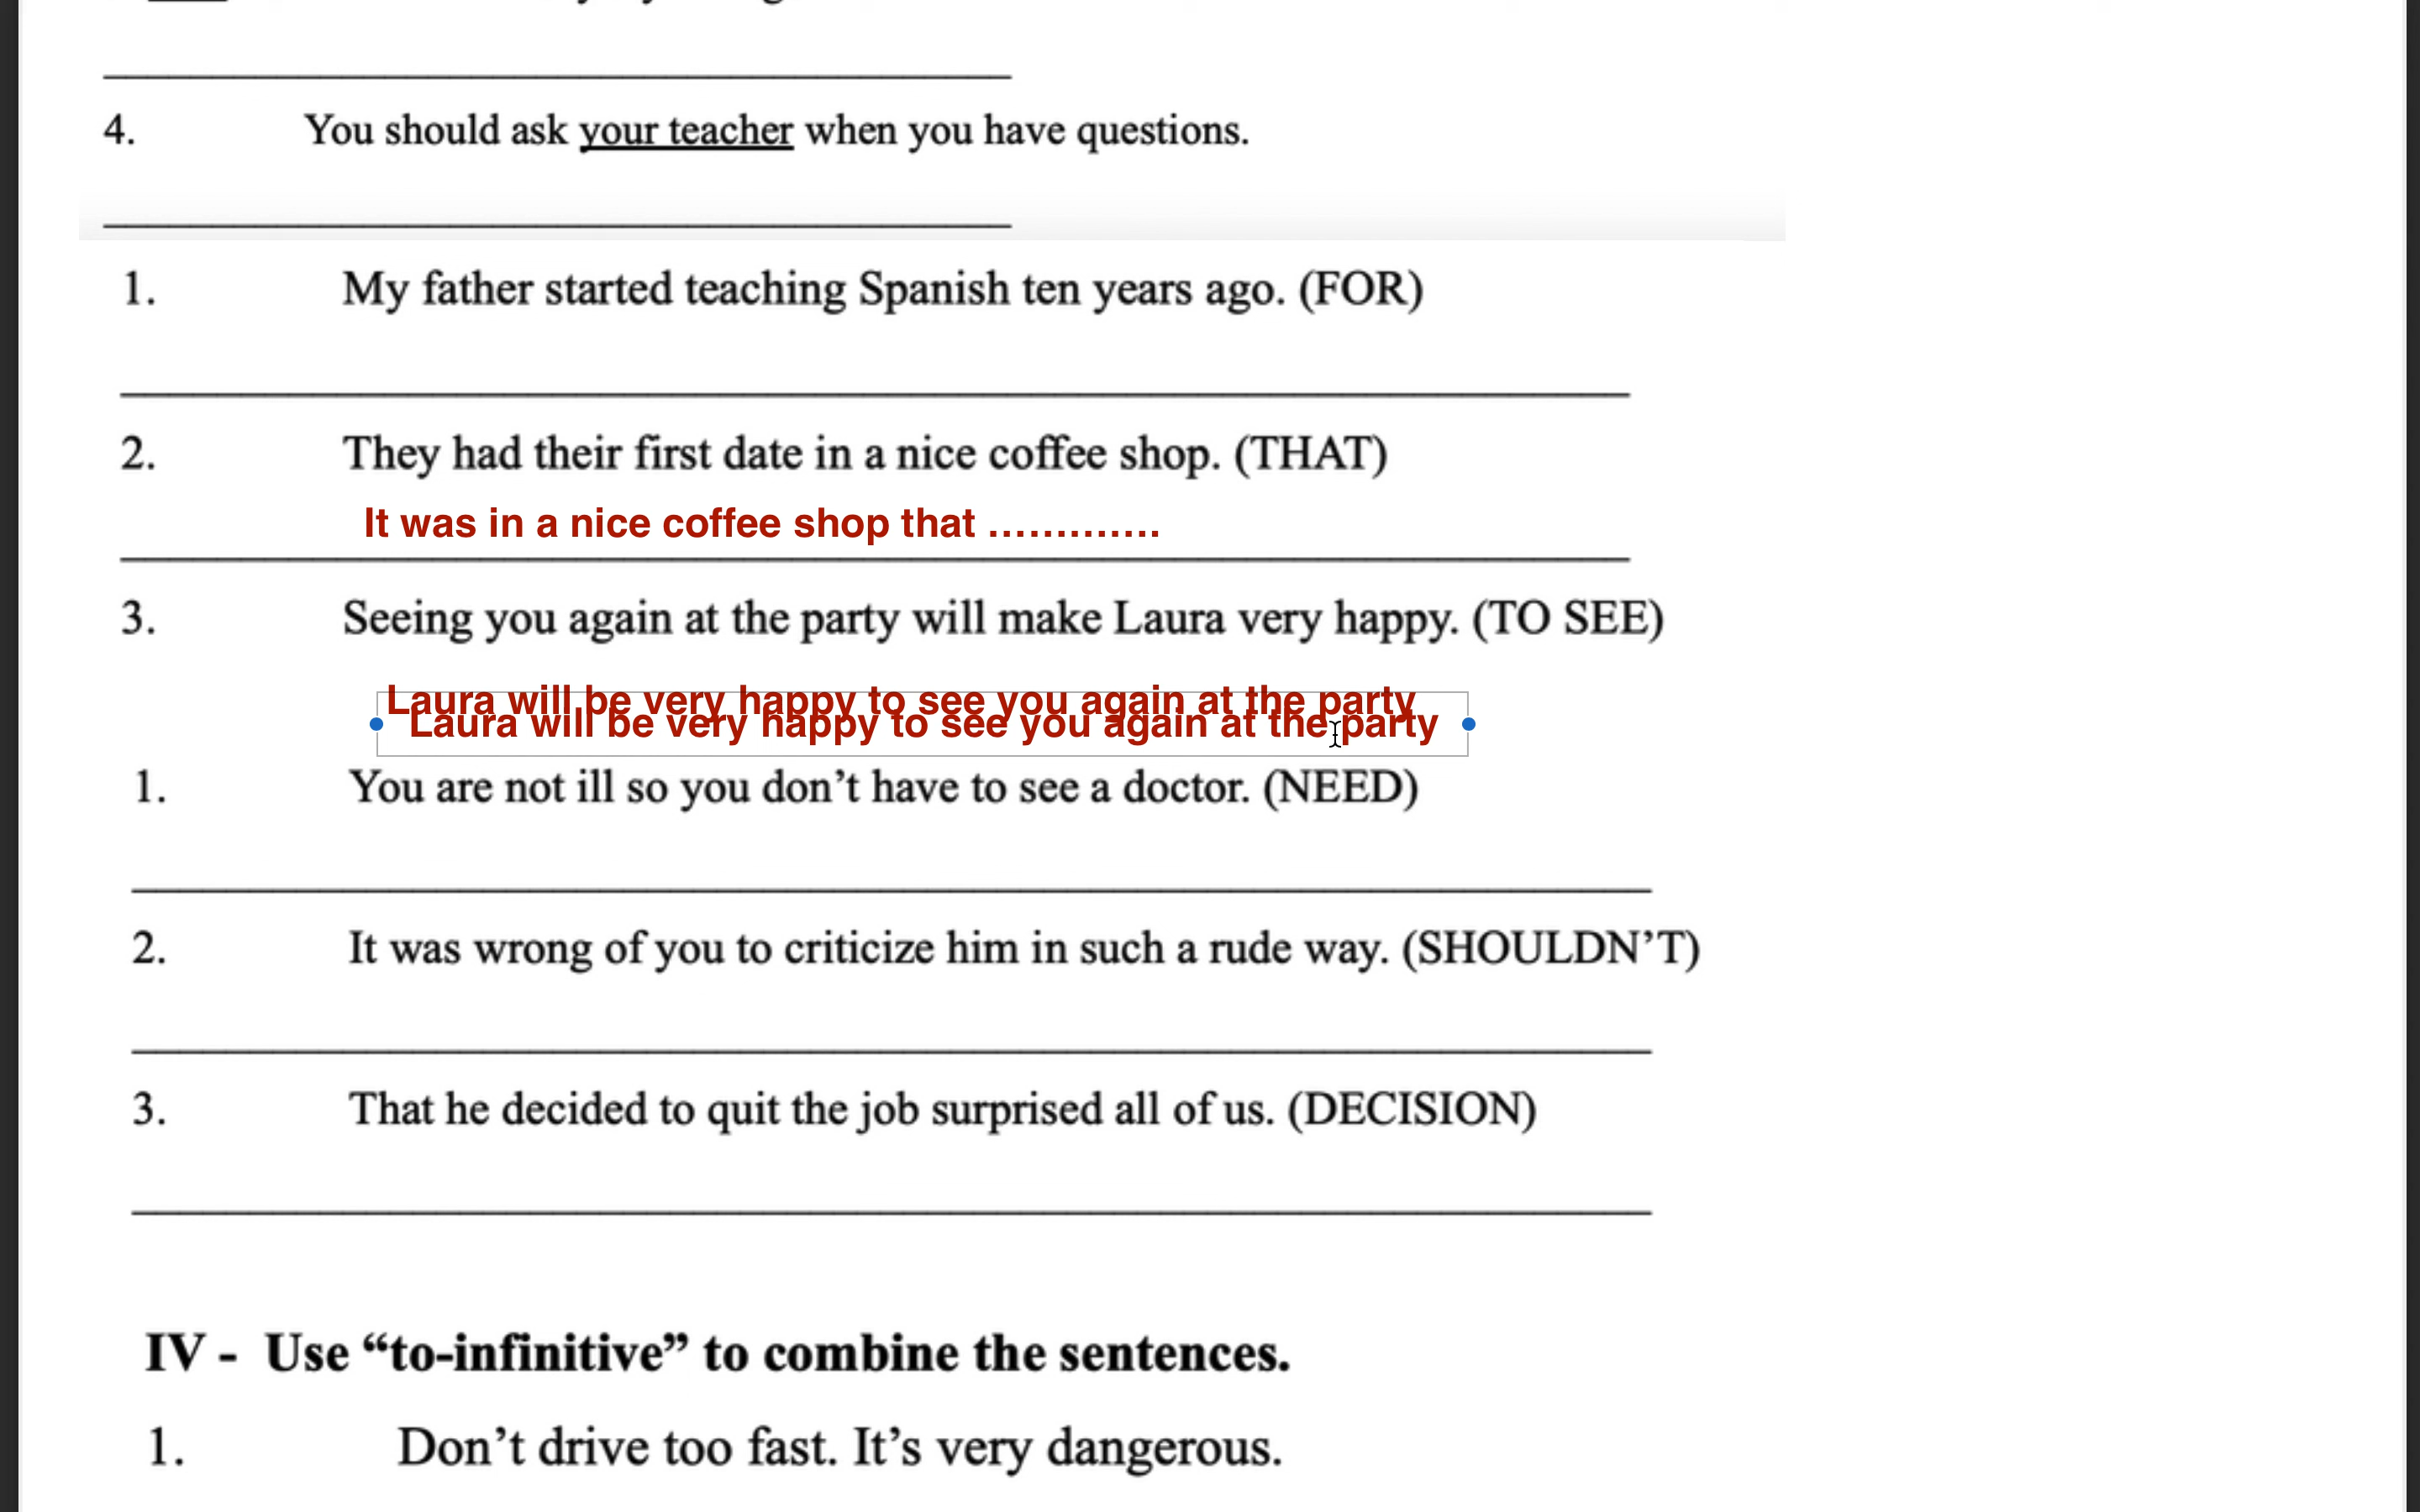 4. You should ask your teacher when you have questions.
1. My father started teaching Spanish ten years ago. (FOR)
2. They had their first date in a nice coffee shop. (THAT)
It was in a nice coffee shop that .............
3. Seeing you again at the party will make Laura very happy. (TO SEE)
Laura will be very happy to see you again at the party
Laura will be very happy to see you again at the party
1. You are not ill so you don’t have to see a doctor. (NEED)
2. It was wrong of you to criticize him in such a rude way. (SHOULDN’T)
3. That he decided to quit the job surprised all of us. (DECISION)
IV - Use “to-infinitive” to combine the sentences.
1. Don’t drive too fast. It’s very dangerous.